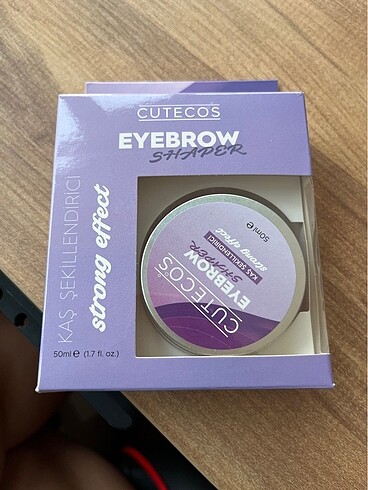 CUTECOS
EYEBROW
SHAPER
KAŞ ŞEKİLLENDİRİCİ
strong effect
50ml ℮ (1.7 fl. oz.)
CUTECOS
EYEBROW
SHAPER
KAŞ ŞEKİLLENDİRİCİ
strong effect
50ml ℮